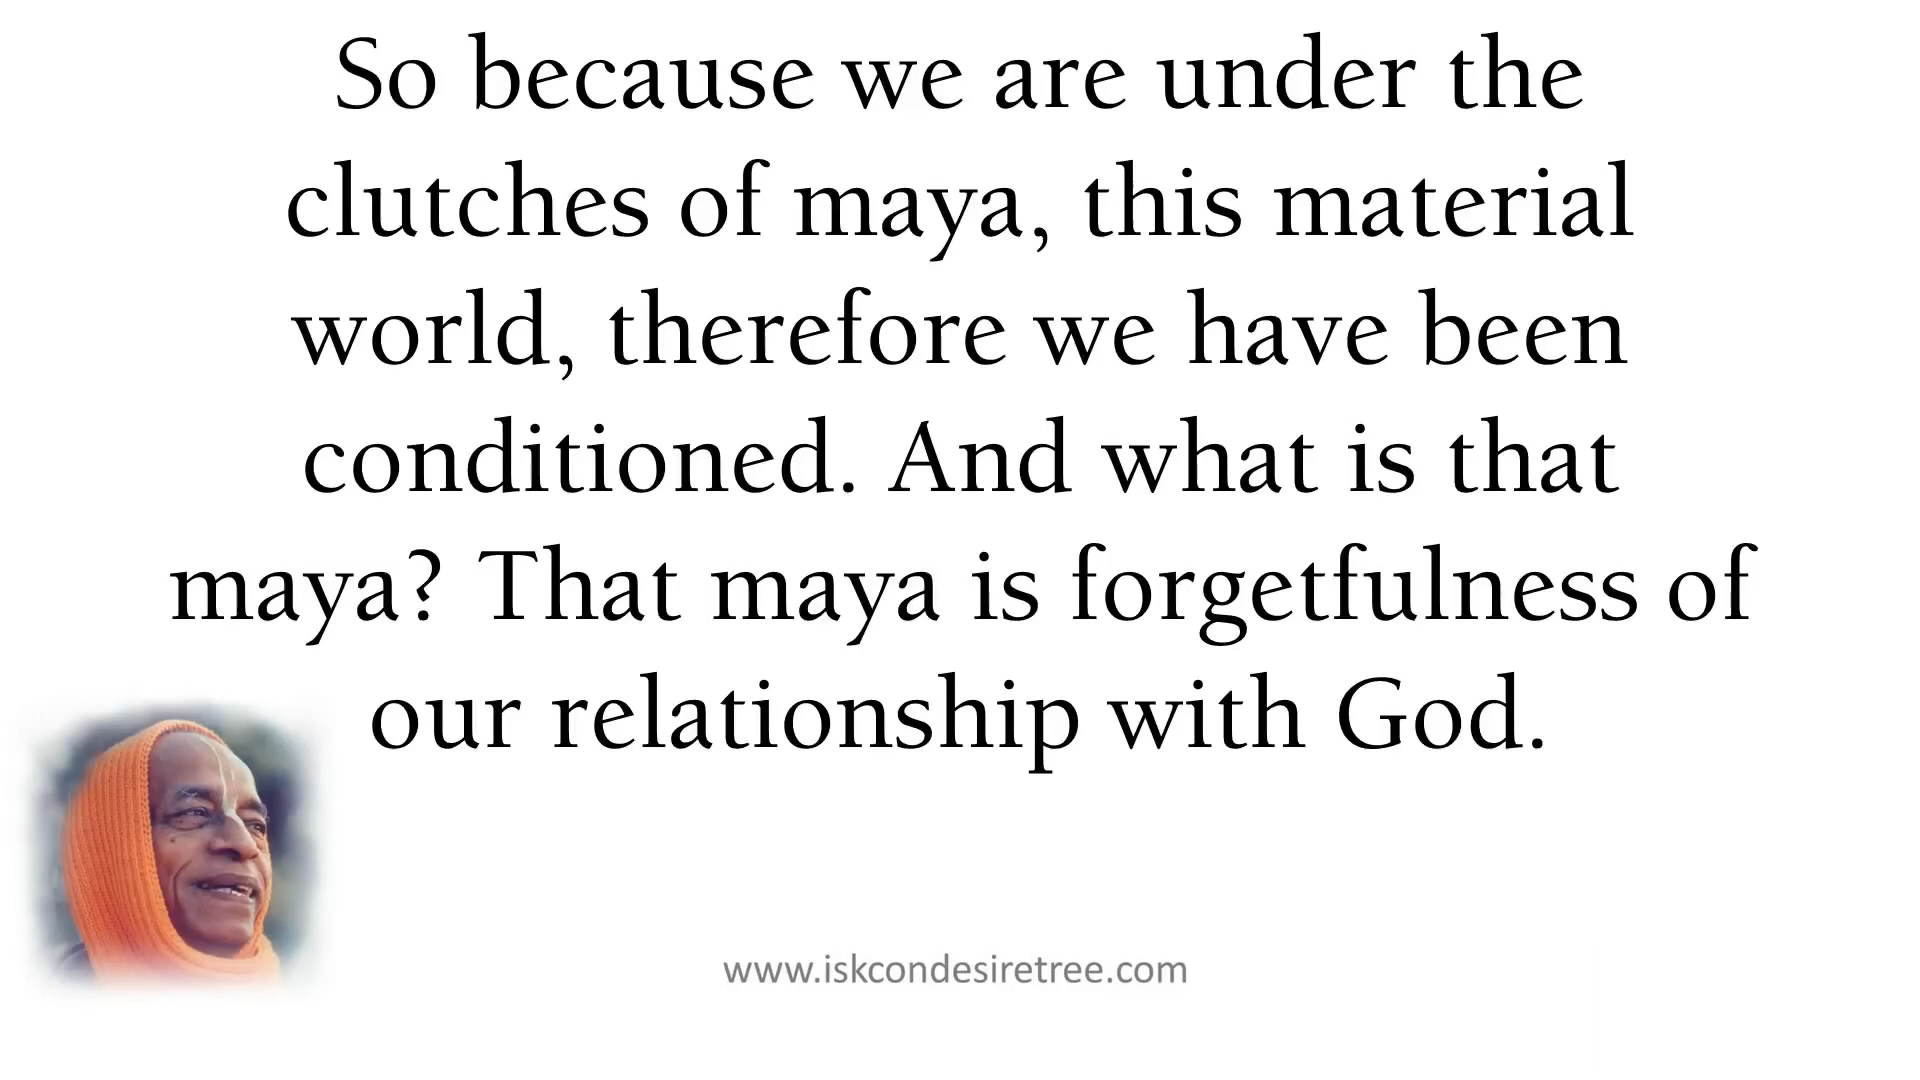 So because we are under the
clutches of maya, this material
world, therefore we have been
conditioned. And what is that
maya? That maya is forgetfulness of
our relationship with God.
www.iskcondesiretree.com